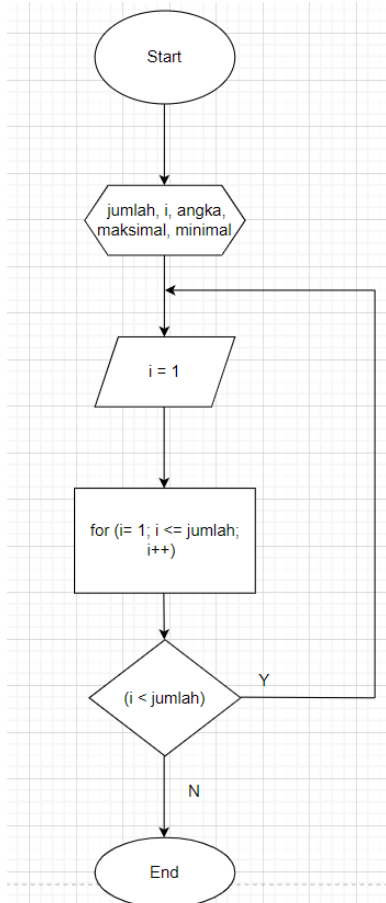 Start
jumlah, i, angka,
maksimal, minimal
i = 1
for (i= 1; i <= jumlah;
i++)
(i < jumlah)
Y
N
End